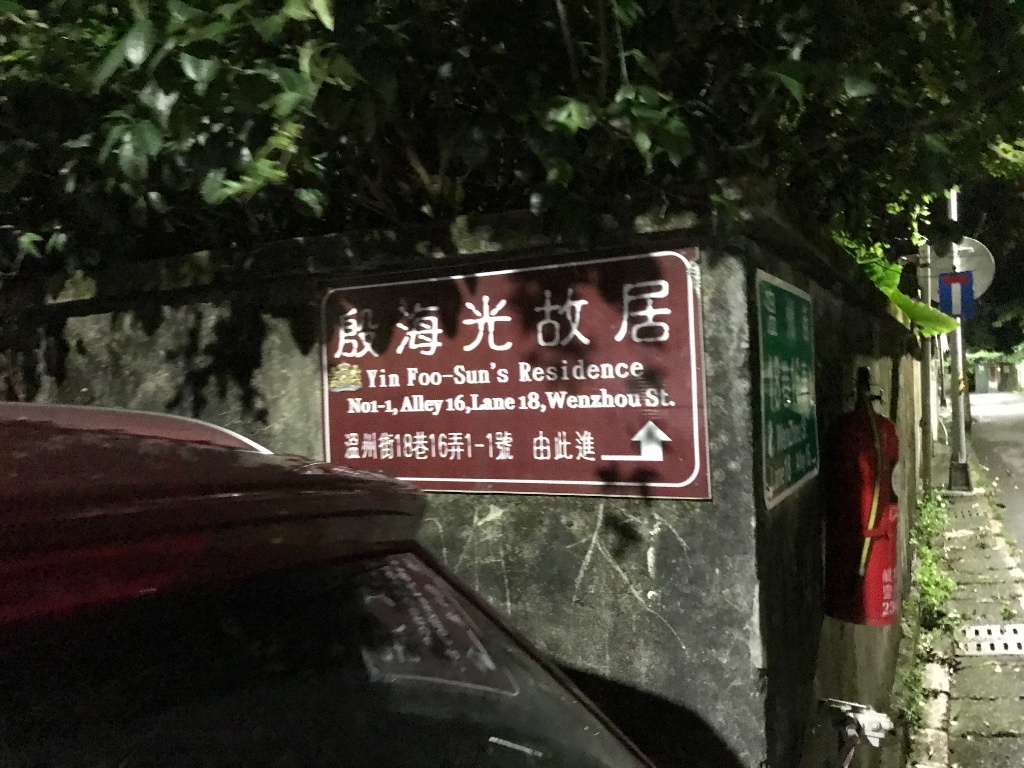 殷海光故居
Yin Foo-Sun's Residence
No1-1, Alley 16,Lane 18,Wenzhou St.
溫州街18巷16弄1-1號 由此進